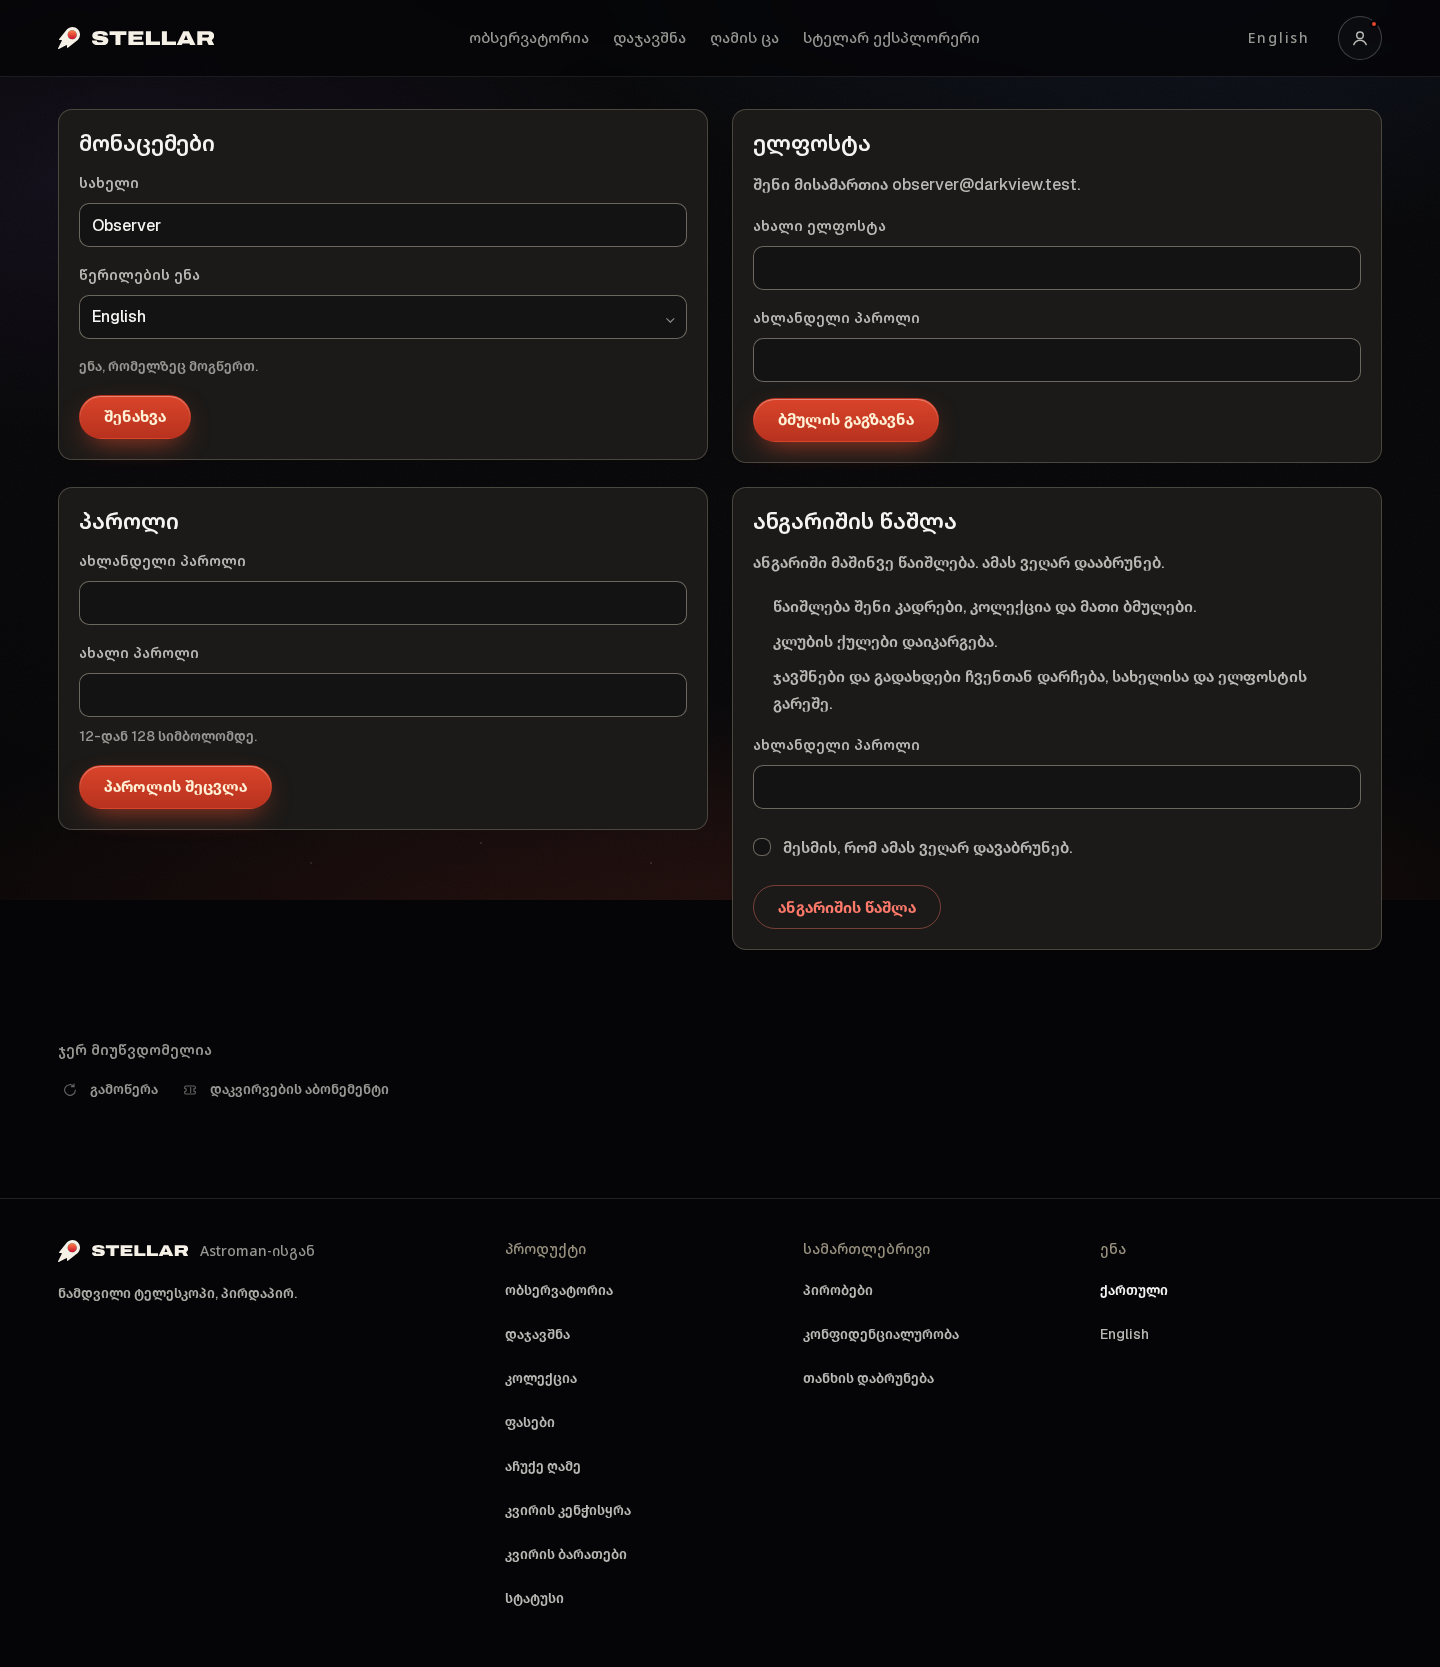 STELLAR
ობსერვატორია
დაჯავშნა
ღამის ცა
სტელარ ექსპლორერი
English
მონაცემები
სახელი
Observer
წერილების ენა
English
ენა, რომელზეც მოგწერთ.
შენახვა
ელფოსტა
შენი მისამართია observer@darkview.test.
ახალი ელფოსტა
ახლანდელი პაროლი
ბმულის გაგზავნა
პაროლი
ახლანდელი პაროლი
ახალი პაროლი
12-დან 128 სიმბოლომდე.
პაროლის შეცვლა
ანგარიშის წაშლა
ანგარიში მაშინვე წაიშლება. ამას ვეღარ დააბრუნებ.
წაიშლება შენი კადრები, კოლექცია და მათი ბმულები.
კლუბის ქულები დაიკარგება.
ჯავშნები და გადახდები ჩვენთან დარჩება, სახელისა და ელფოსტის
გარეშე.
ახლანდელი პაროლი
მესმის, რომ ამას ვეღარ დავაბრუნებ.
ანგარიშის წაშლა
ჯერ მიუწვდომელია
გამოწერა
დაკვირვების აბონემენტი
STELLAR Astroman-ისგან
ნამდვილი ტელესკოპი, პირდაპირ.
პროდუქტი
ობსერვატორია
დაჯავშნა
კოლექცია
ფასები
აჩუქე ღამე
კვირის კენჭისყრა
კვირის ბარათები
სტატუსი
სამართლებრივი
პირობები
კონფიდენციალურობა
თანხის დაბრუნება
ენა
ქართული
English